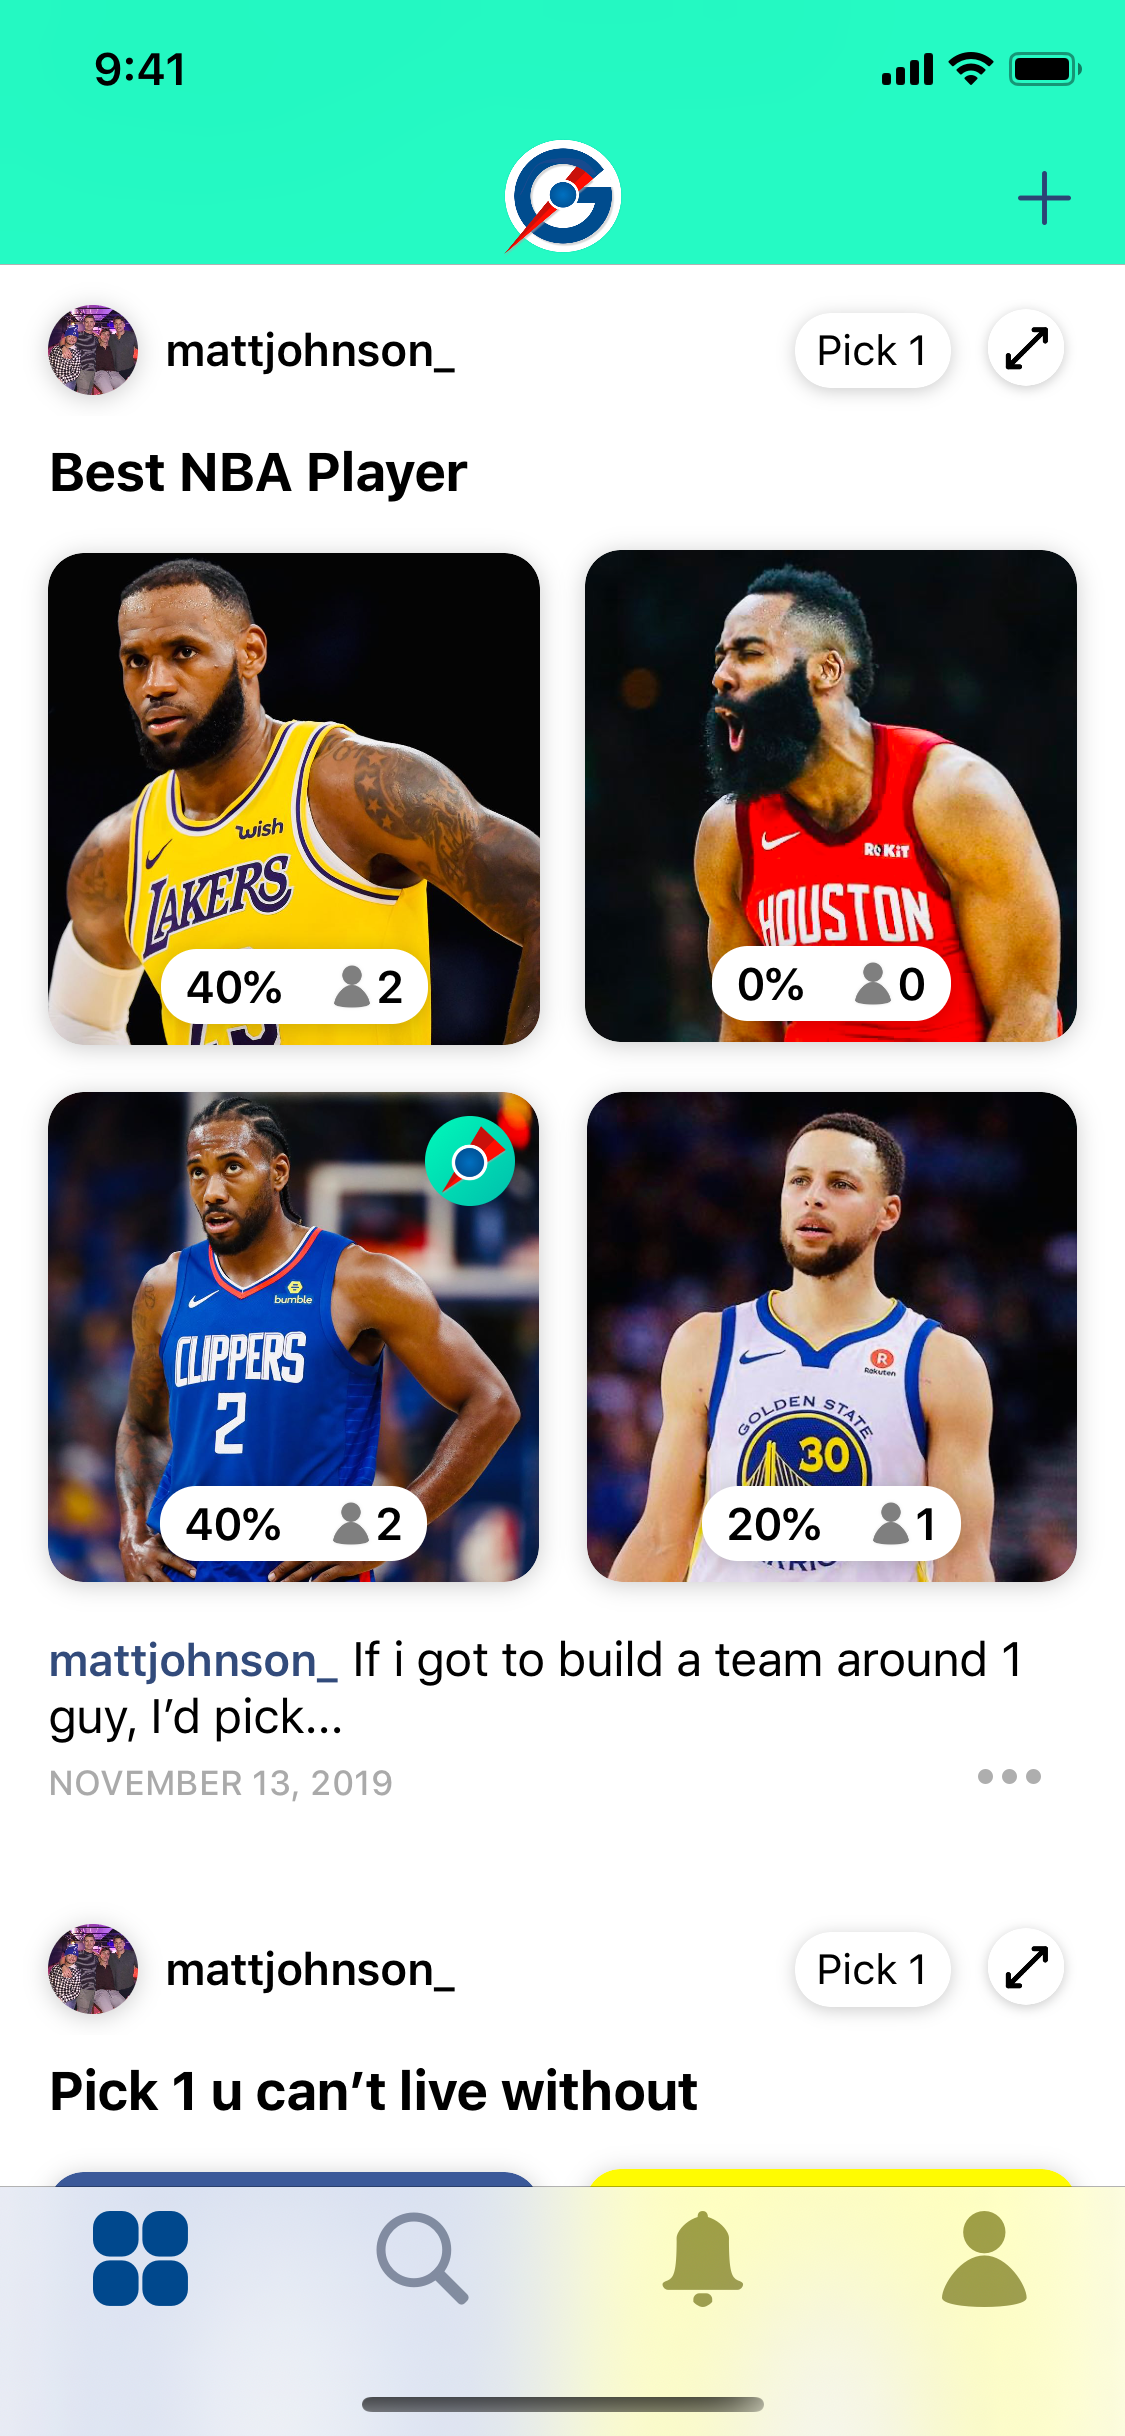 9:41
mattjohnson_
Pick 1
Best NBA Player
wish
LAKERS
40% 2
ROKiT
HOUSTON
0% 0
bumble
CLIPPERS
2
40% 2
Rakuten
GOLDEN STATE
30
20% 1
mattjohnson_ If i got to build a team around 1
guy, I’d pick...
NOVEMBER 13, 2019
mattjohnson_
Pick 1
Pick 1 u can’t live without